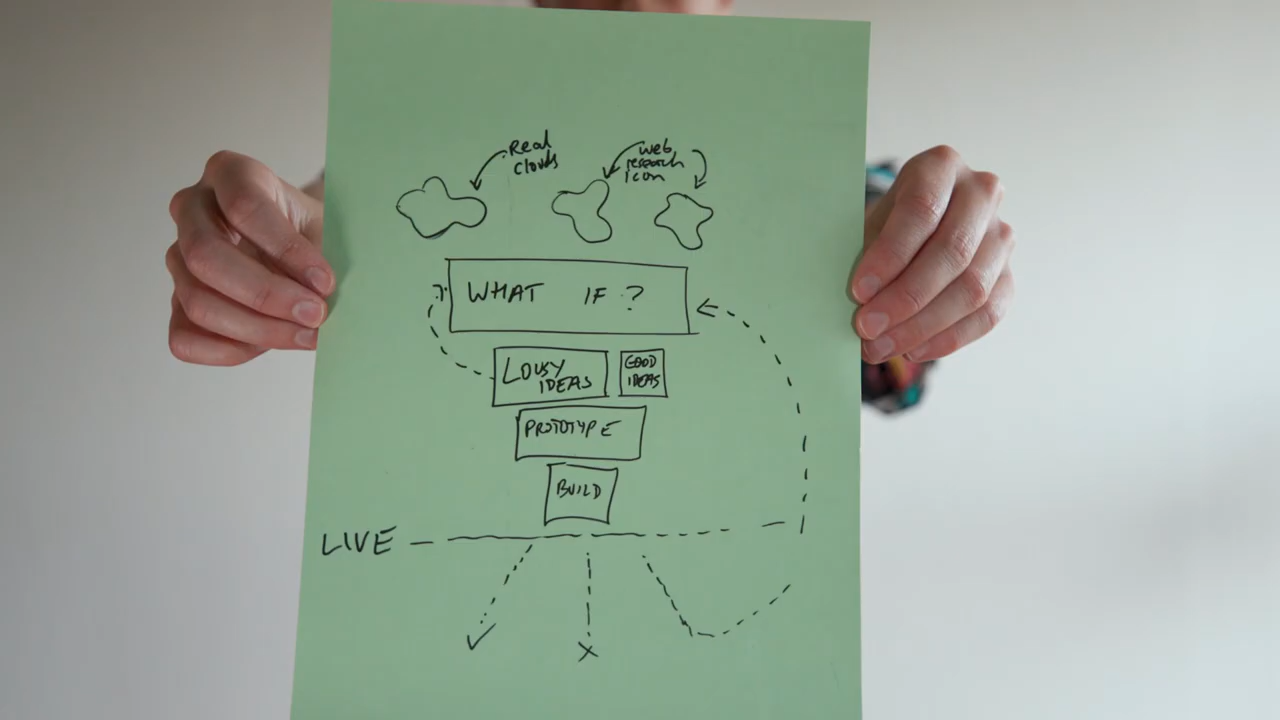 Real
clouds
web
research
icon
WHAT IF ?
LOUSY
IDEAS
GOOD
IDEAS
PROTOTYPE
BUILD
LIVE